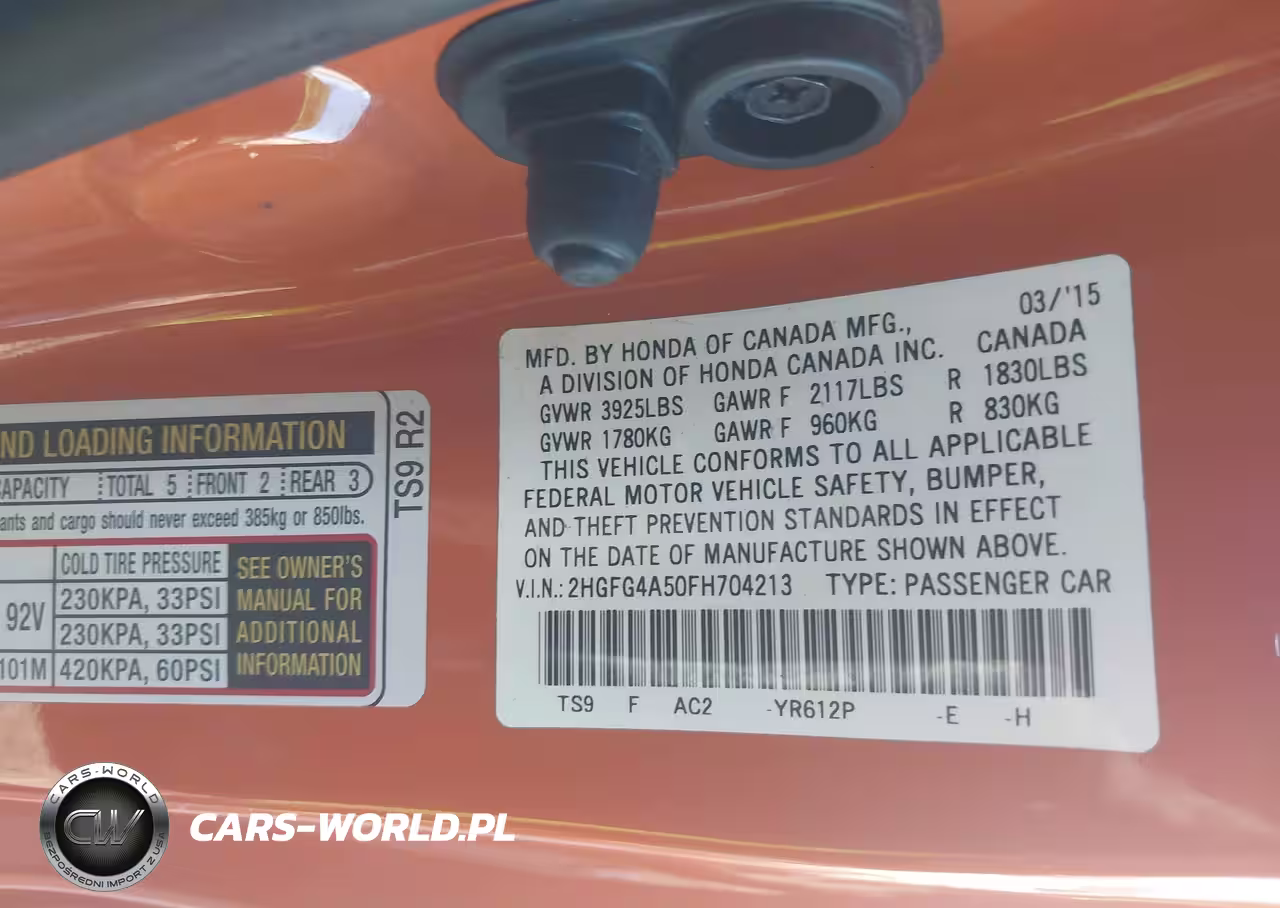 ND LOADING INFORMATION
CAPACITY TOTAL 5 FRONT 2 REAR 3
ants and cargo should never exceed 385kg or 850lbs.
COLD TIRE PRESSURE
92V 230KPA, 33PSI
230KPA, 33PSI
101M 420KPA, 60PSI
SEE OWNER'S
MANUAL FOR
ADDITIONAL
INFORMATION
TS9 R2
03/'15
MFD. BY HONDA OF CANADA MFG.,
A DIVISION OF HONDA CANADA INC. CANADA
GVWR 3925LBS GAWR F 2117LBS R 1830LBS
GVWR 1780KG GAWR F 960KG R 830KG
THIS VEHICLE CONFORMS TO ALL APPLICABLE
FEDERAL MOTOR VEHICLE SAFETY, BUMPER,
AND THEFT PREVENTION STANDARDS IN EFFECT
ON THE DATE OF MANUFACTURE SHOWN ABOVE.
V.I.N.: 2HGFG4A50FH704213 TYPE: PASSENGER CAR
TS9 F AC2 -YR612P -E -H
CARS-WORLD
CW
BEZPOŚREDNI IMPORT Z USA
CARS-WORLD.PL